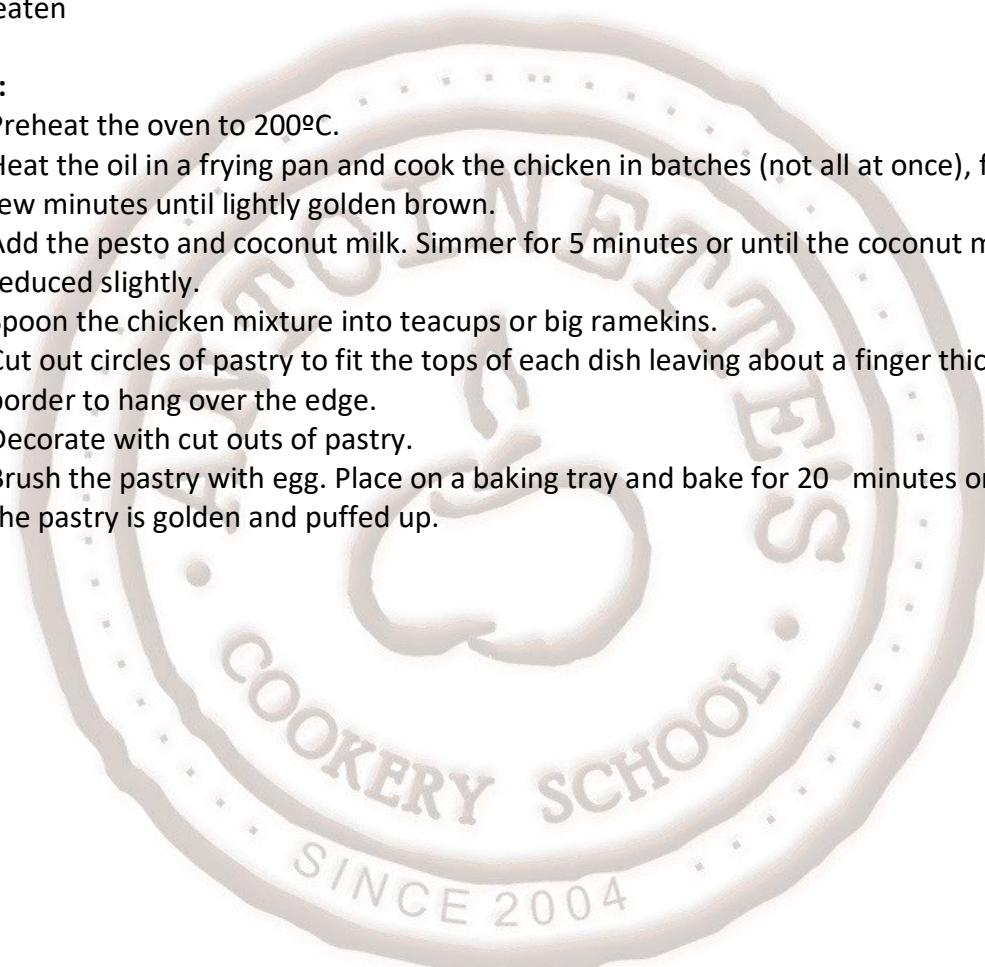 eaten
:
Preheat the oven to 200ºC.
Heat the oil in a frying pan and cook the chicken in batches (not all at once), f
ew minutes until lightly golden brown.
Add the pesto and coconut milk. Simmer for 5 minutes or until the coconut m
reduced slightly.
Spoon the chicken mixture into teacups or big ramekins.
Cut out circles of pastry to fit the tops of each dish leaving about a finger thic
border to hang over the edge.
Decorate with cut outs of pastry.
Brush the pastry with egg. Place on a baking tray and bake for 20   minutes or
the pastry is golden and puffed up.
ANTOINETTE'S
COOKERY SCHOOL
SINCE 2004